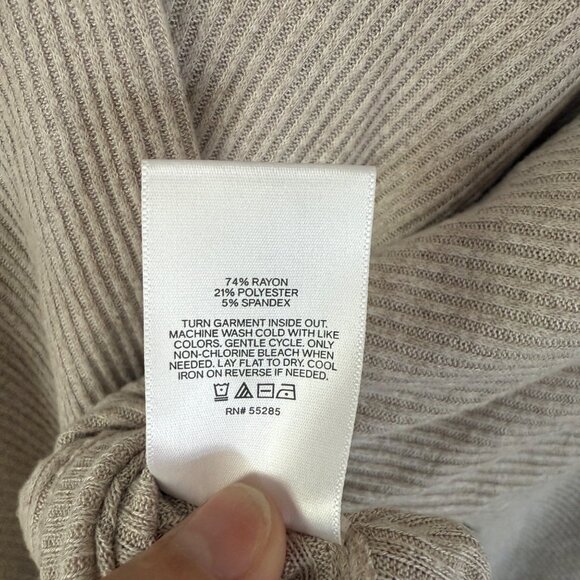 74% RAYON
21% POLYESTER
5% SPANDEX
TURN GARMENT INSIDE OUT.
MACHINE WASH COLD WITH LIKE
COLORS. GENTLE CYCLE. ONLY
NON-CHLORINE BLEACH WHEN
NEEDED. LAY FLAT TO DRY. COOL
IRON ON REVERSE IF NEEDED.
RN# 55285